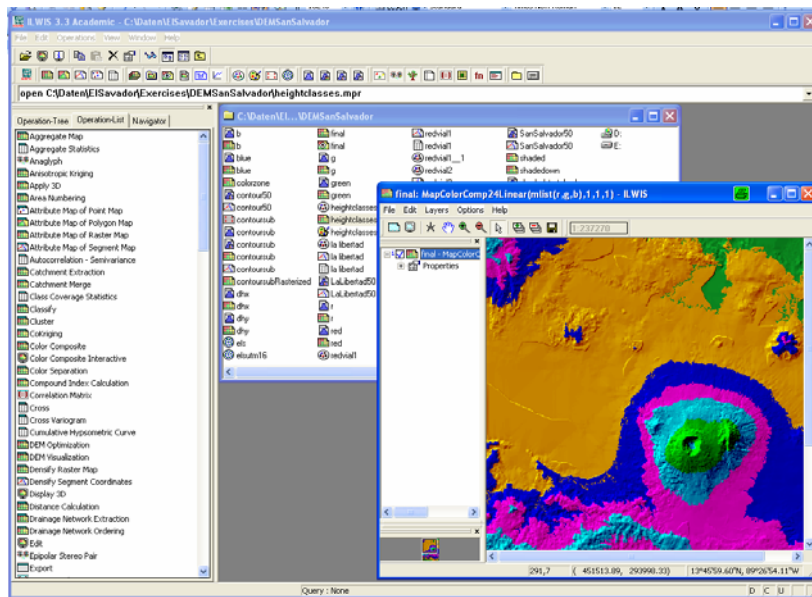 ILWIS 3.3 Academic - C:\Daten\ElSavador\Exercises\DEMSanSalvador
File Edit Operations View Window Help
open C:\Daten\ElSavador\Exercises\DEMSanSalvador\heightclasses.mpr
Operation-Tree Operation-List Navigator
Aggregate Map
Aggregate Statistics
Anaglyph
Anisotropic Kriging
Apply 3D
Area Numbering
Attribute Map of Point Map
Attribute Map of Polygon Map
Attribute Map of Raster Map
Attribute Map of Segment Map
Autocorrelation - Semivariance
Catchment Extraction
Catchment Merge
Class Coverage Statistics
Classify
Cluster
CoKriging
Color Composite
Color Composite Interactive
Color Separation
Compound Index Calculation
Correlation Matrix
Cross
Cross Variogram
Cumulative Hypsometric Curve
DEM Optimization
DEM Visualization
Densify Raster Map
Densify Segment Coordinates
Display 3D
Distance Calculation
Drainage Network Extraction
Drainage Network Ordering
Edit
Epipolar Stereo Pair
Export
C:\Daten\El...\DEMSanSalvador
b
b
blue
blue
colorzone
contour50
contour50
contoursub
contoursub
contoursub
contoursub
contoursub
contoursubRasterized
dhx
dhx
dhy
dhy
els
elsutm16
final
final
g
g
green
green
heightclasses
heightclasses
heightclasses
la libertad
la libertad
la libertad
LaLibertad50
LaLibertad50
r
r
red
red
redvial1
redvial1
redvial1
redvial1__1
redvial2
SanSalvador50
SanSalvador50
shaded
shadedown
D:
E:
final: MapColorComp24Linear(mlist(r,g,b),1,1,1) - ILWIS
File Edit Layers Options Help
1:237270
final - MapColorC
Properties
291,7 ( 451513.89, 293998.33) 13°45'59.60"N, 89°26'54.11"W
Query : None D C U